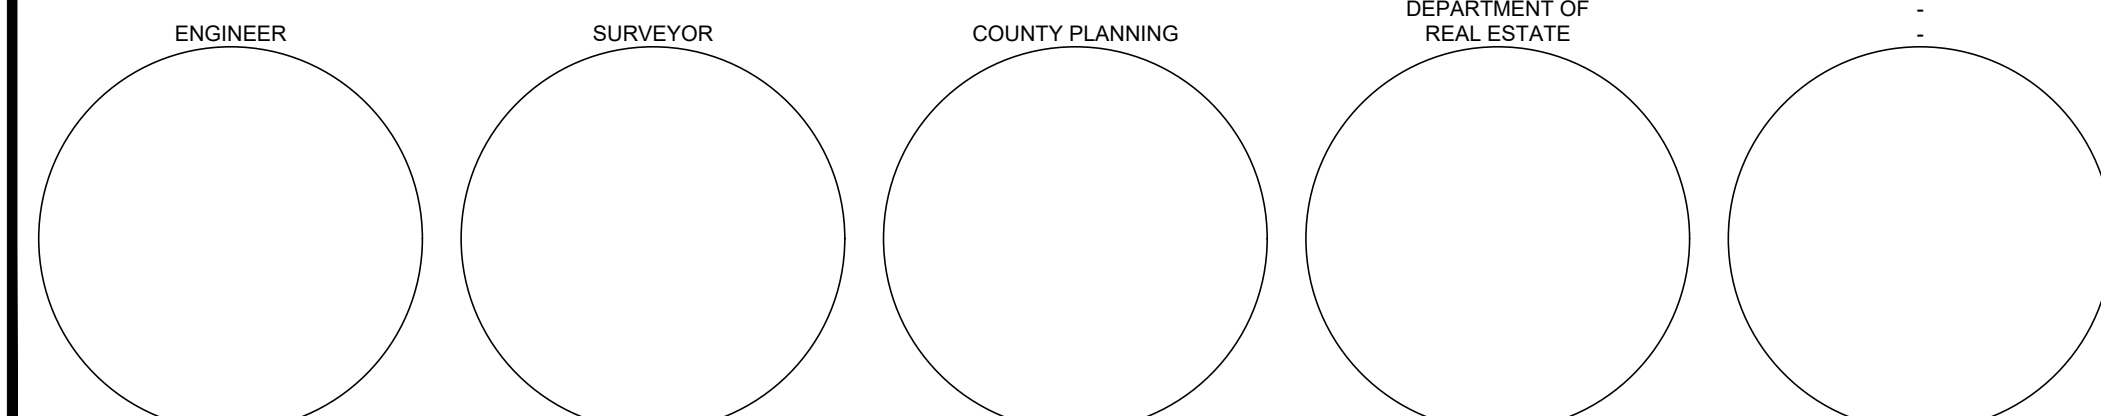 ENGINEER
SURVEYOR
COUNTY PLANNING
DEPARTMENT OF
REAL ESTATE
-
-